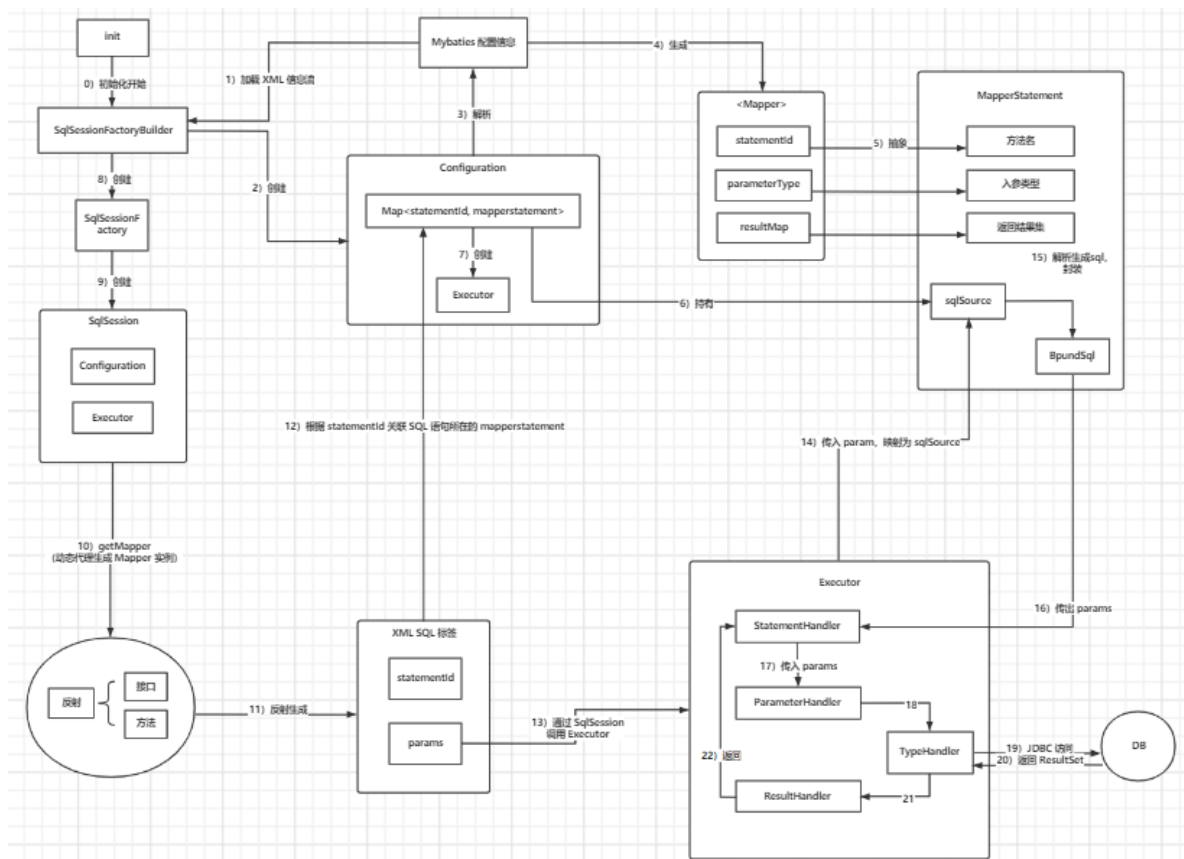 init
0）初始化开始
SqlSessionFactoryBuilder
8）创建
SqlSessionF
actory
9）创建
SqlSession
Configuration
Executor
10）getMapper
(动态代理生成 Mapper 实例)
反射
接口
方法
11）反射生成
1）加载 XML 信息流
2）创建
Mybaties 配置信息
3）解析
4）生成
Configuration
Map<statementId, mapperstatement>
7）创建
Executor
6）持有
12）根据 statementId 关联 SQL 语句所在的 mapperstatement
XML SQL 标签
statementId
params
13）通过 SqlSession
调用 Executor
<Mapper>
statementId
parameterType
resultMap
5）抽象
MapperStatement
方法名
入参类型
返回结果集
15）解析生成sql,
封装
sqlSource
BpundSql
14）传入 param，映射为 sqlSource
16）传出 params
Executor
StatementHandler
17）传入 params
ParameterHandler
18
TypeHandler
19）JDBC 访问
20）返回 ResultSet
DB
21
ResultHandler
22）返回